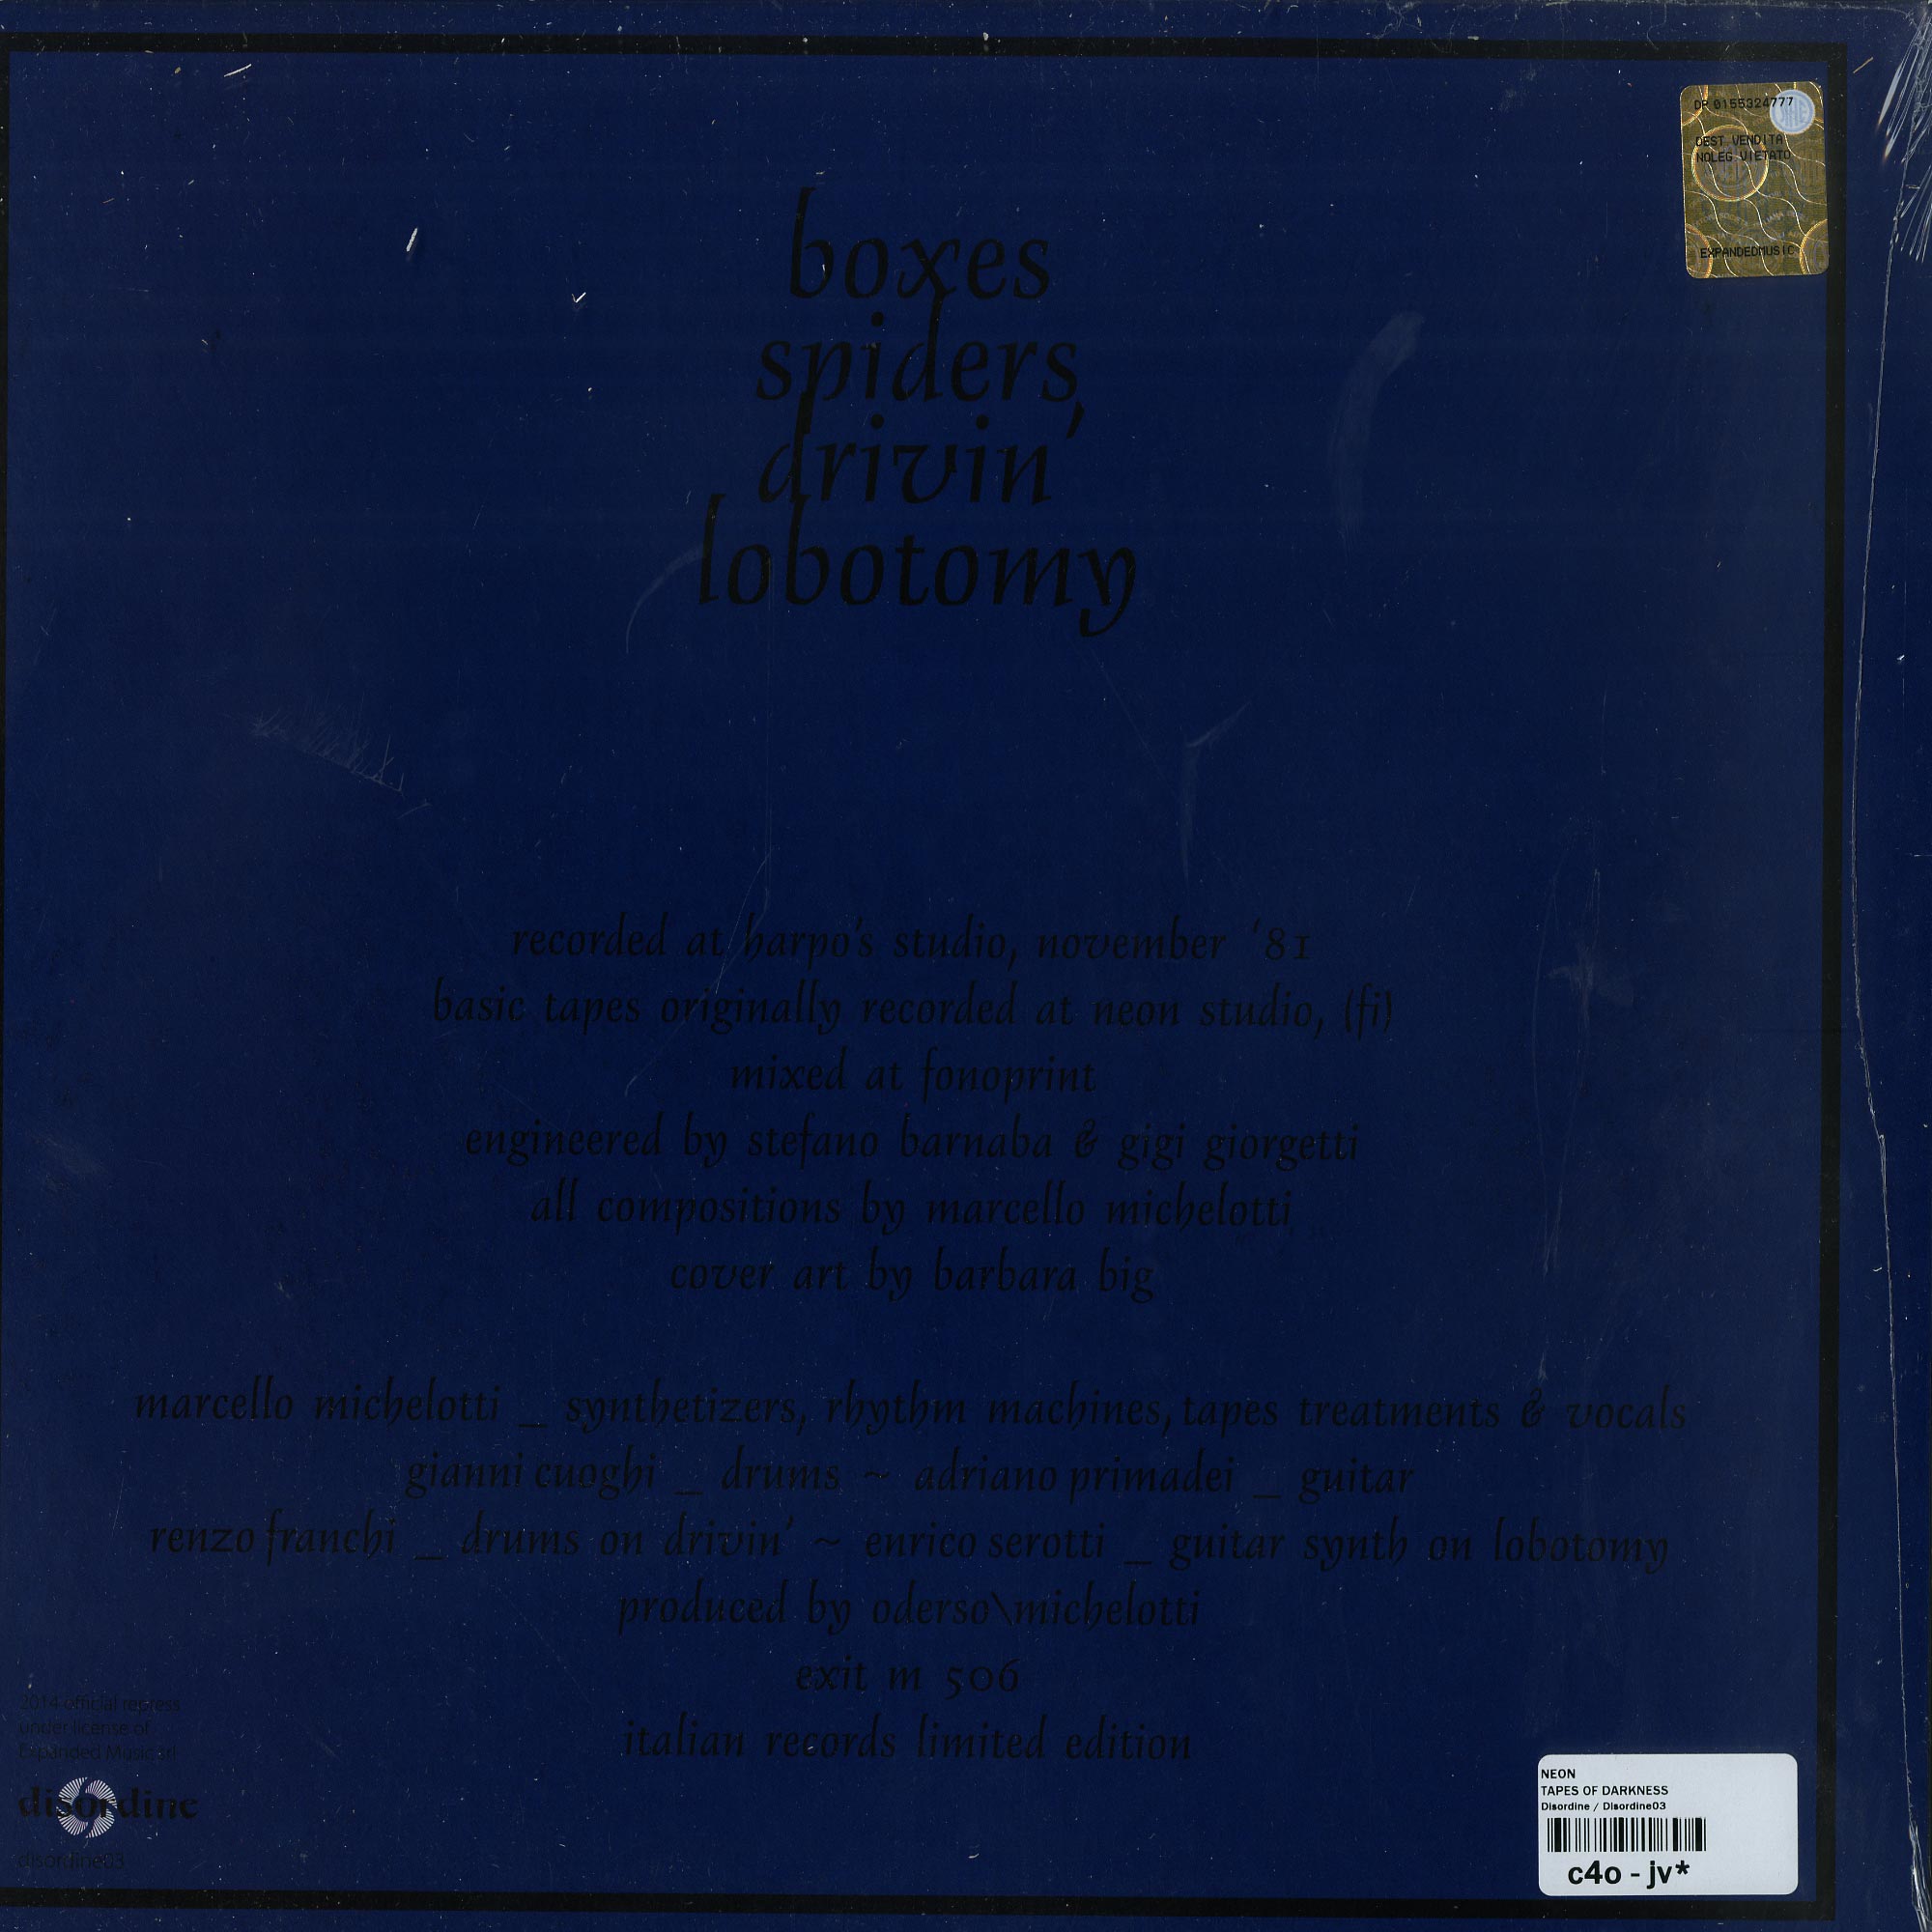 DR 0155324777
DEST VENDITA
NOLEG VIETATO
EXPANDEDMUSIC
boxes
spiders
drivin'
lobotomy
recorded at harpo's studio, november '81
basic tapes originally recorded at neon studio, (fi)
mixed at fonoprint
engineered by stefano barnaba & gigi giorgetti
all compositions by marcello michelotti
cover art by barbara big
marcello michelotti _ synthetizers, rhythm machines, tapes treatments & vocals
gianni cuoghi _ drums ~ adriano primadei _ guitar
renzo franchi _ drums on drivin' ~ enrico serotti _ guitar synth on lobotomy
produced by oderso\michelotti
exit m 506
italian records limited edition
2014 official repress
under license of
Expanded Music srl
disordine
disordine03
NEON
TAPES OF DARKNESS
Disordine / Disordine03
c4o - jv*